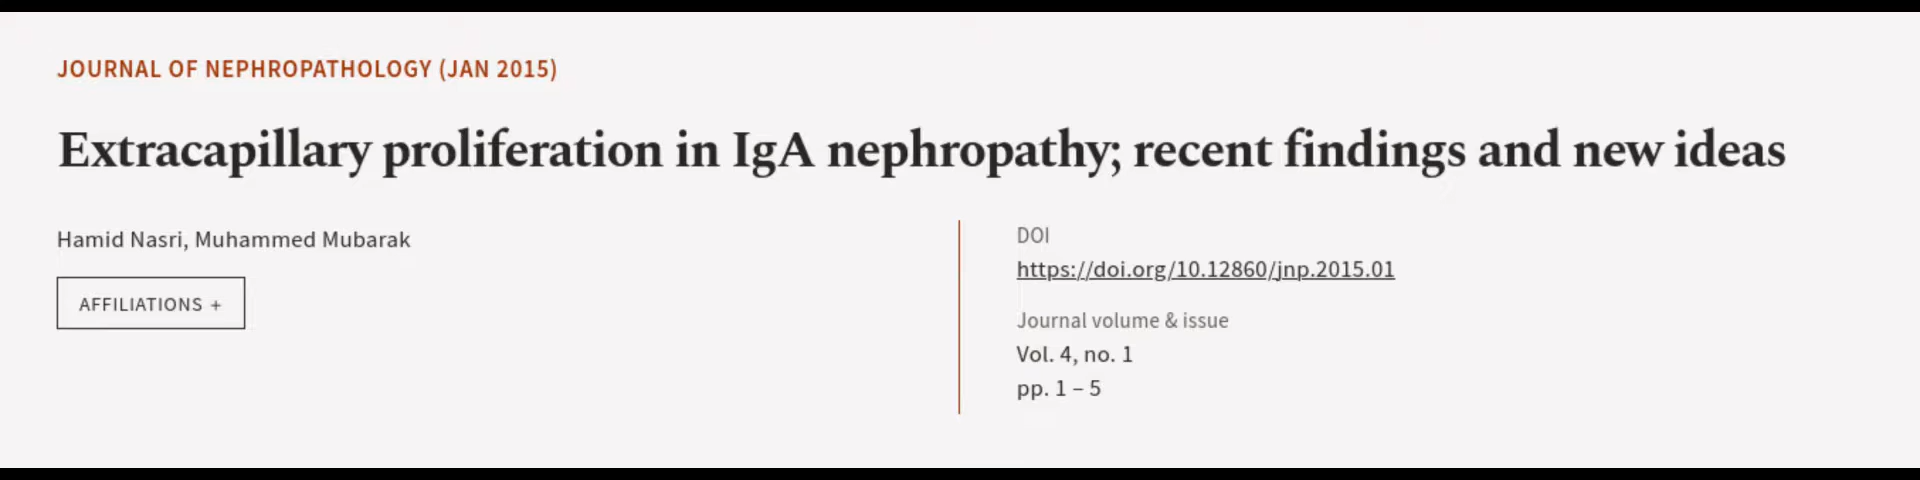 JOURNAL OF NEPHROPATHOLOGY (JAN 2015)
Extracapillary proliferation in IgA nephropathy; recent findings and new ideas
Hamid Nasri, Muhammed Mubarak
AFFILIATIONS +
DOI
https://doi.org/10.12860/jnp.2015.01
Journal volume & issue
Vol. 4, no. 1
pp. 1 – 5